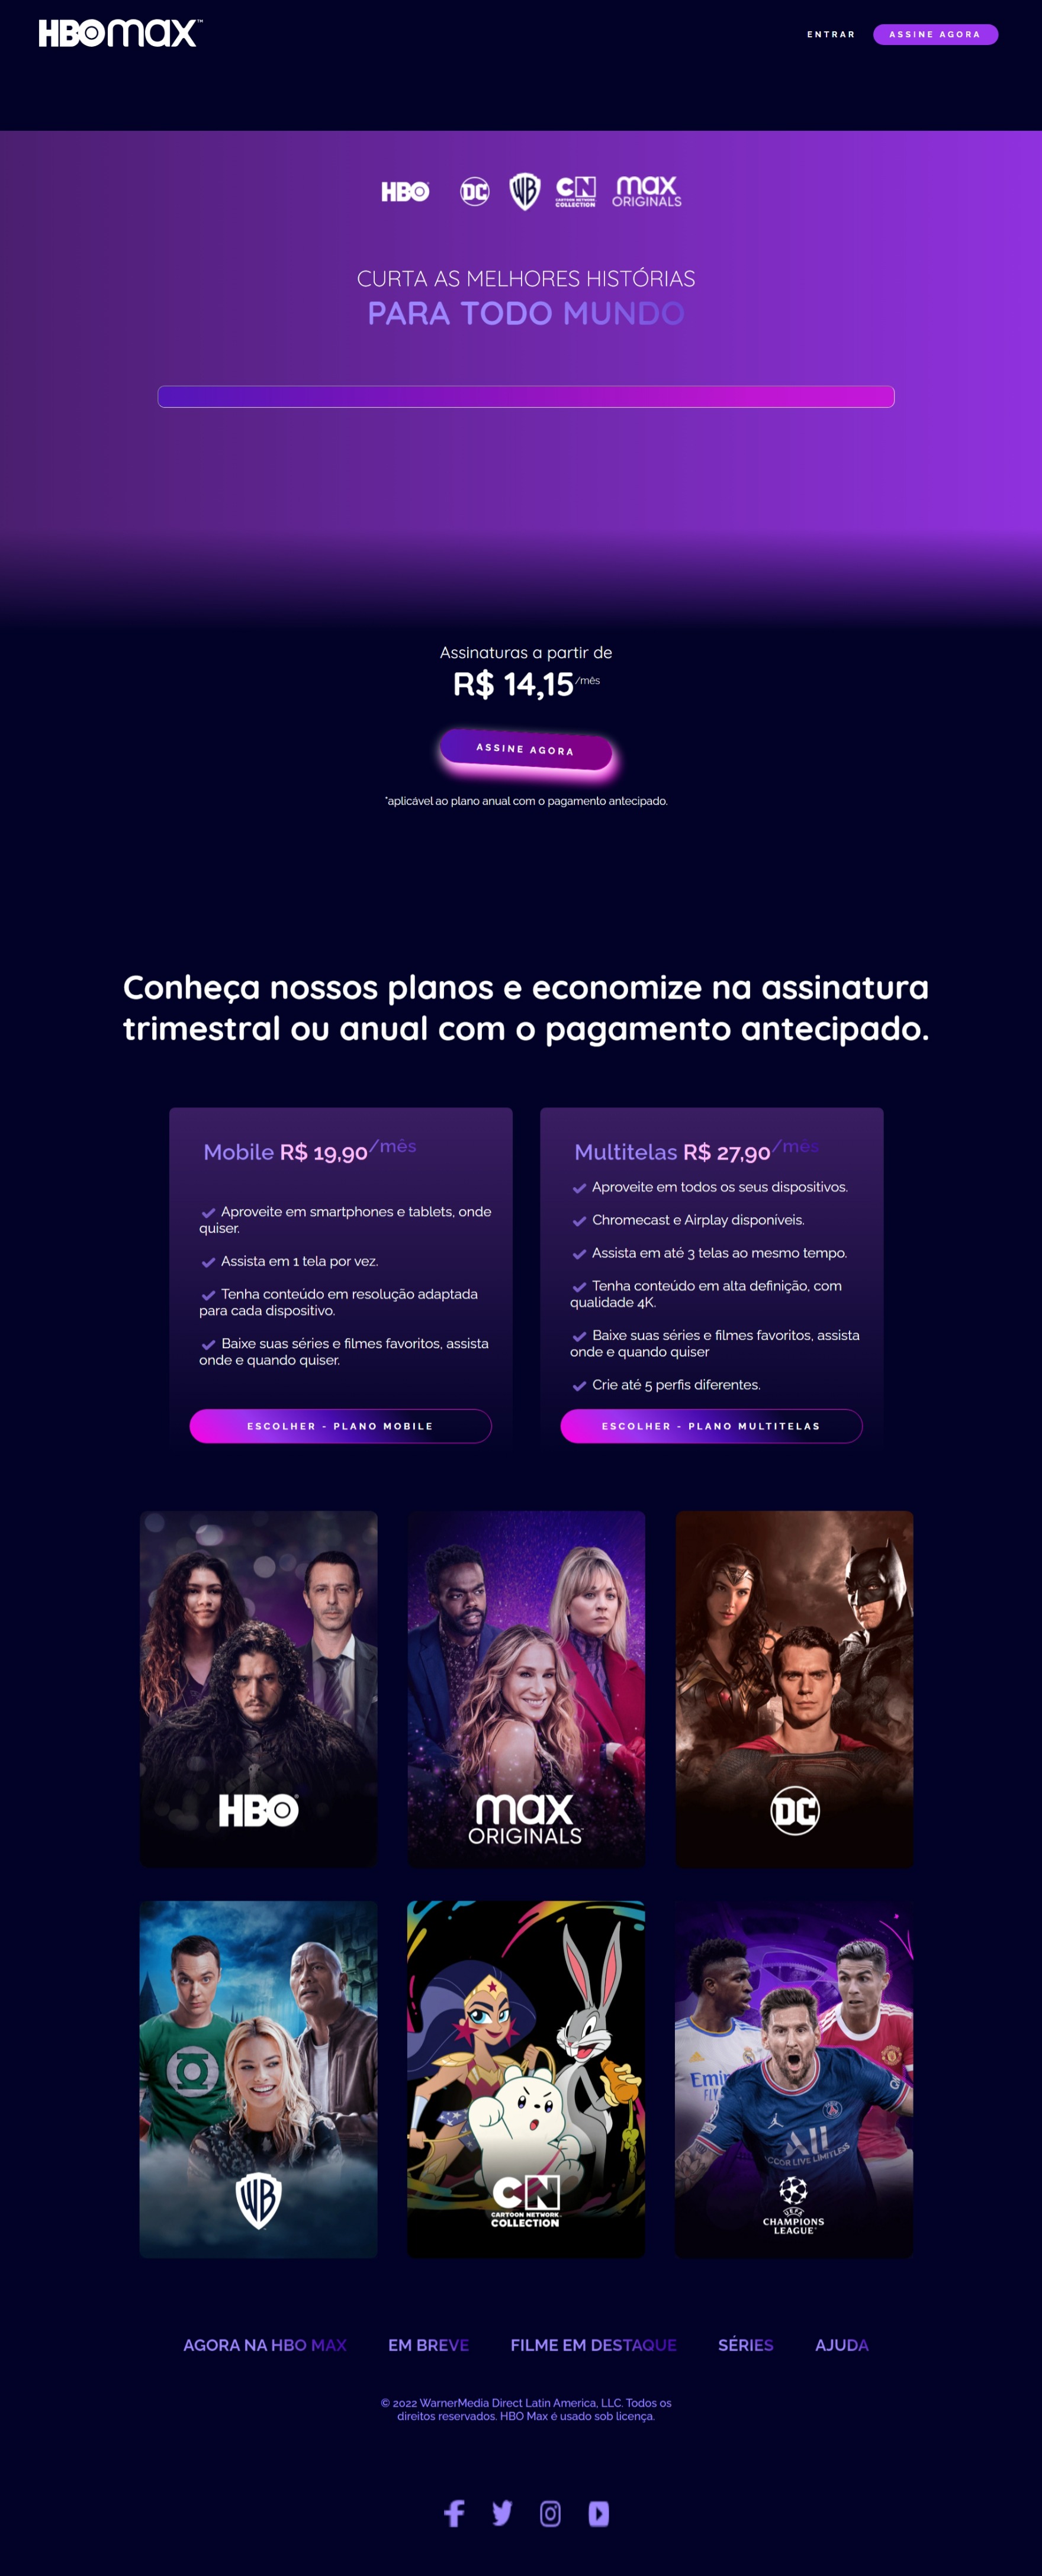 HBOmax™
ENTRAR
ASSINE AGORA
HBO DC WB CN CARTOON NETWORK COLLECTION max ORIGINALS
CURTA AS MELHORES HISTÓRIAS
PARA TODO MUNDO
Assinaturas a partir de
R$ 14,15/mês
ASSINE AGORA
*aplicável ao plano anual com o pagamento antecipado.
Conheça nossos planos e economize na assinatura
trimestral ou anual com o pagamento antecipado.
Mobile R$ 19,90/mês
Aproveite em smartphones e tablets, onde
quiser.
Assista em 1 tela por vez.
Tenha conteúdo em resolução adaptada
para cada dispositivo.
Baixe suas séries e filmes favoritos, assista
onde e quando quiser.
ESCOLHER - PLANO MOBILE
Multitelas R$ 27,90/mês
Aproveite em todos os seus dispositivos.
Chromecast e Airplay disponíveis.
Assista em até 3 telas ao mesmo tempo.
Tenha conteúdo em alta definição, com
qualidade 4K.
Baixe suas séries e filmes favoritos, assista
onde e quando quiser
Crie até 5 perfis diferentes.
ESCOLHER - PLANO MULTITELAS
HBO
max
ORIGINALS
DC
WB
CN
CARTOON NETWORK
COLLECTION
FLY
ALL
ACCOR LIVE LIMITLESS
UEFA
CHAMPIONS
LEAGUE
AGORA NA HBO MAX
EM BREVE
FILME EM DESTAQUE
SÉRIES
AJUDA
© 2022 WarnerMedia Direct Latin America, LLC. Todos os
direitos reservados. HBO Max é usado sob licença.